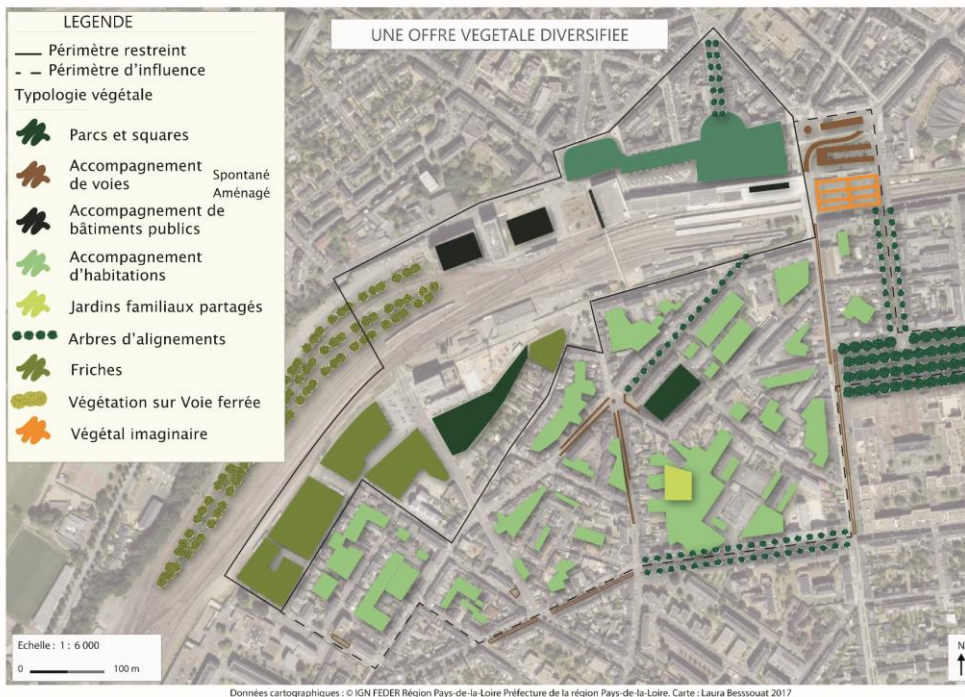 UNE OFFRE VEGETALE DIVERSIFIEE
LEGENDE
Périmètre restreint
Périmètre d'influence
Typologie végétale
Parcs et squares
Accompagnement
de voies
Spontané
Aménagé
Accompagnement de
bâtiments publics
Accompagnement
d'habitations
Jardins familiaux partagés
Arbres d'alignements
Friches
Végétation sur Voie ferrée
Végétal imaginaire
Echelle : 1 : 6 000
0 100 m
N
Données cartographiques : © IGN FEDER Région Pays-de-la-Loire Préfecture de la région Pays-de-la-Loire. Carte : Laura Besssouat 2017